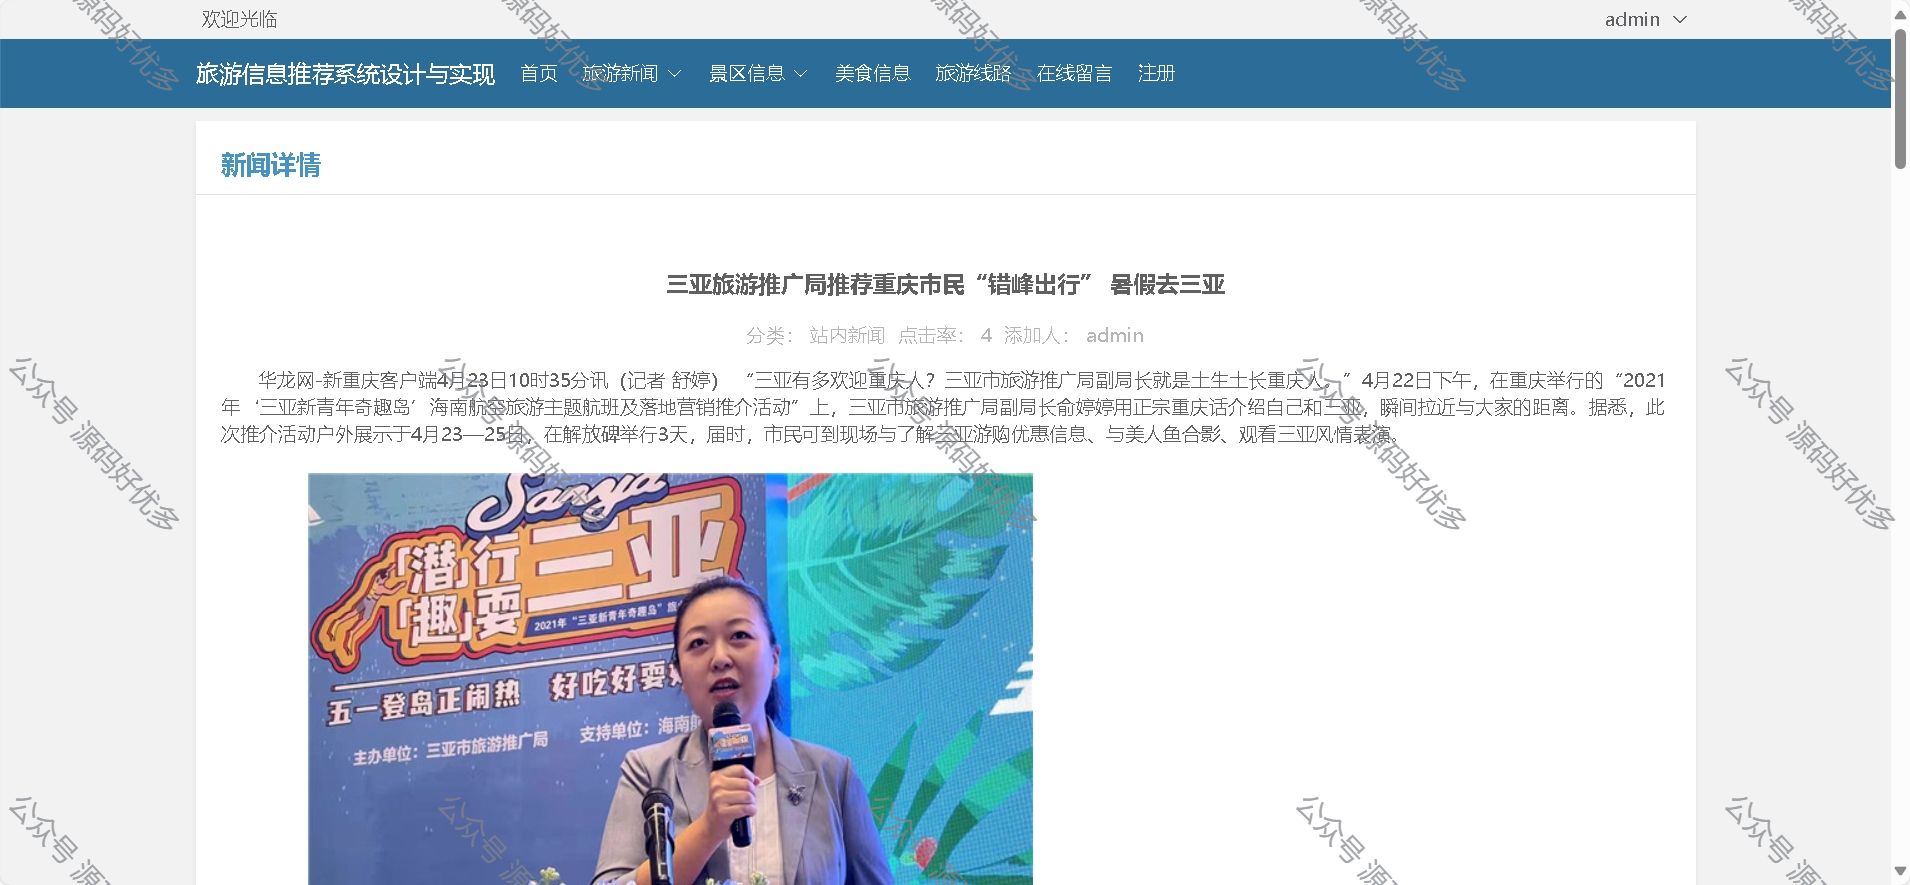 欢迎光临
admin
旅游信息推荐系统设计与实现 首页 旅游新闻 景区信息 美食信息 旅游线路 在线留言 注册
新闻详情
三亚旅游推广局推荐重庆市民“错峰出行” 暑假去三亚
分类： 站内新闻 点击率： 4 添加人： admin
华龙网-新重庆客户端4月23日10时35分讯（记者 舒婷） “三亚有多欢迎重庆人？三亚市旅游推广局副局长就是土生土长重庆人。”4月22日下午，在重庆举行的“2021
年‘三亚新青年奇趣岛’海南航空旅游主题航班及落地营销推介活动”上，三亚市旅游推广局副局长俞婷婷用正宗重庆话介绍自己和三亚，瞬间拉近与大家的距离。据悉，此
次推介活动户外展示于4月23—25日，在解放碑举行3天，届时，市民可到现场与了解三亚游购优惠信息、与美人鱼合影、观看三亚风情表演。
Sanya
「潜」行
「趣」耍
三亚
2021年“三亚新青年奇趣岛”旅
五一登岛正闹热 好吃好耍
主办单位：三亚市旅游推广局 支持单位：海南航
公众号 源码好优多
公众号 源码好优多
公众号 源码好优多
公众号 源码好优多
公众号 源码好优多